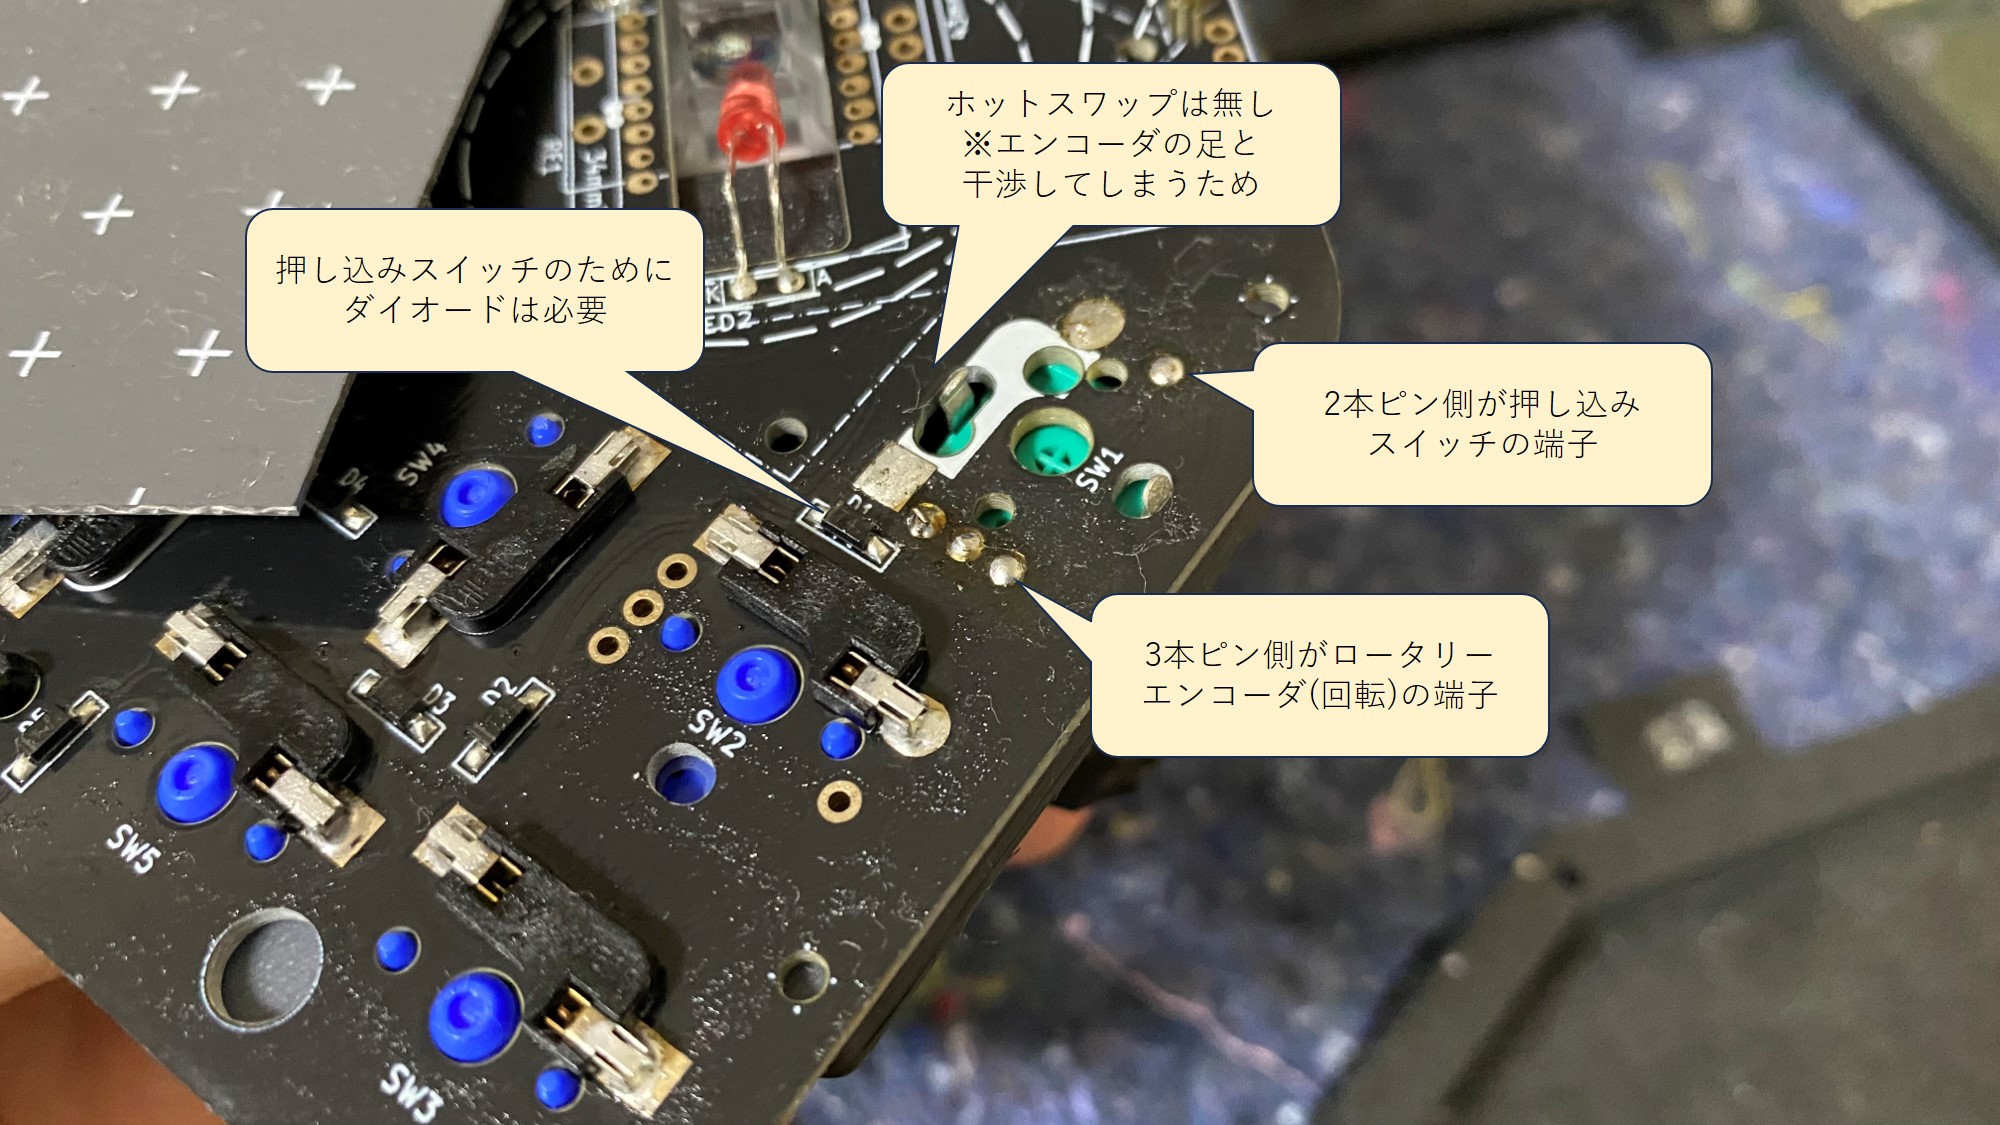 ホットスワップは無し
※エンコーダの足と
干渉してしまうため
押し込みスイッチのために
ダイオードは必要
2本ピン側が押し込み
スイッチの端子
3本ピン側がロータリー
エンコーダ(回転)の端子
RE1
34mm
K
A
ED2
SW1
D1
D4
SW4
D3
D2
SW2
D5
SW5
SW3